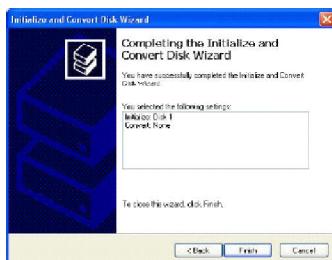 Initialize and Convert Disk Wizard
Completing the Initialize and
Convert Disk Wizard
You have successfully completed the Initialize and Convert
Disk Wizard.
You selected the following settings:
Initialize: Disk 1
Convert: None
To close this wizard, click Finish.
< Back
Finish
Cancel